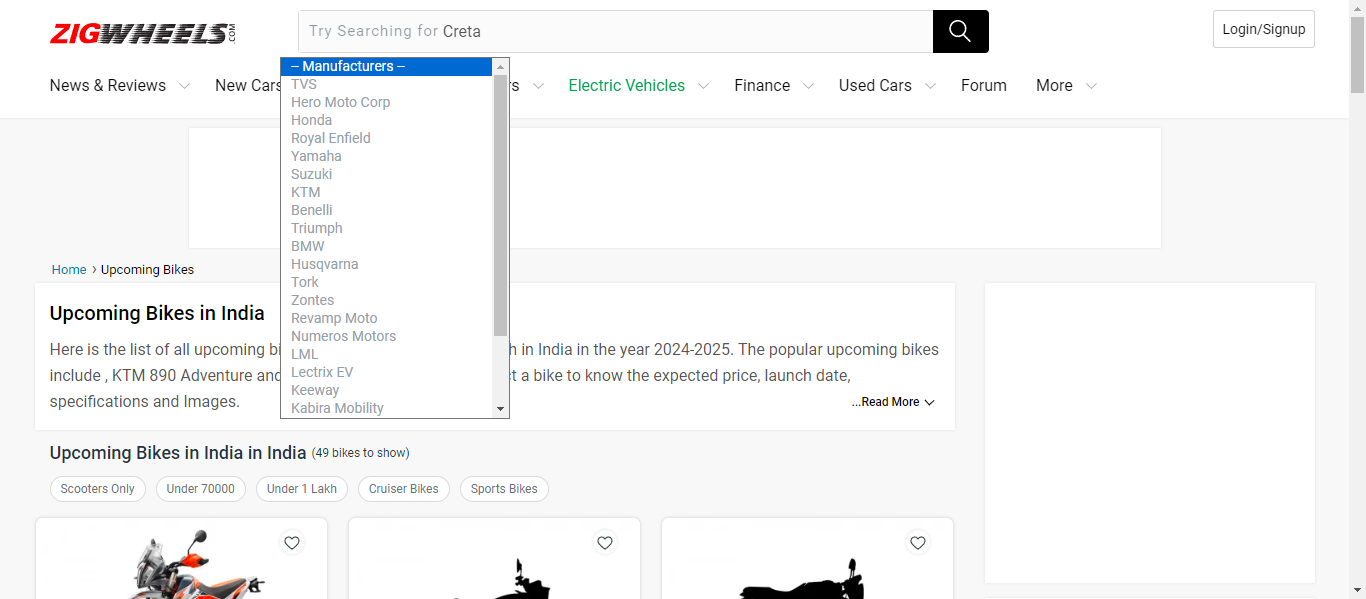 ZIGWHEELS.COM
Try Searching for Creta
Login/Signup
News & Reviews New Cars rs Electric Vehicles Finance Used Cars Forum More
-- Manufacturers --
TVS
Hero Moto Corp
Honda
Royal Enfield
Yamaha
Suzuki
KTM
Benelli
Triumph
BMW
Husqvarna
Tork
Zontes
Revamp Moto
Numeros Motors
LML
Lectrix EV
Keeway
Kabira Mobility
Home › Upcoming Bikes
Upcoming Bikes in India
Here is the list of all upcoming bi h in India in the year 2024-2025. The popular upcoming bikes
include , KTM 890 Adventure and ct a bike to know the expected price, launch date,
specifications and Images.
...Read More
Upcoming Bikes in India in India (49 bikes to show)
Scooters Only Under 70000 Under 1 Lakh Cruiser Bikes Sports Bikes